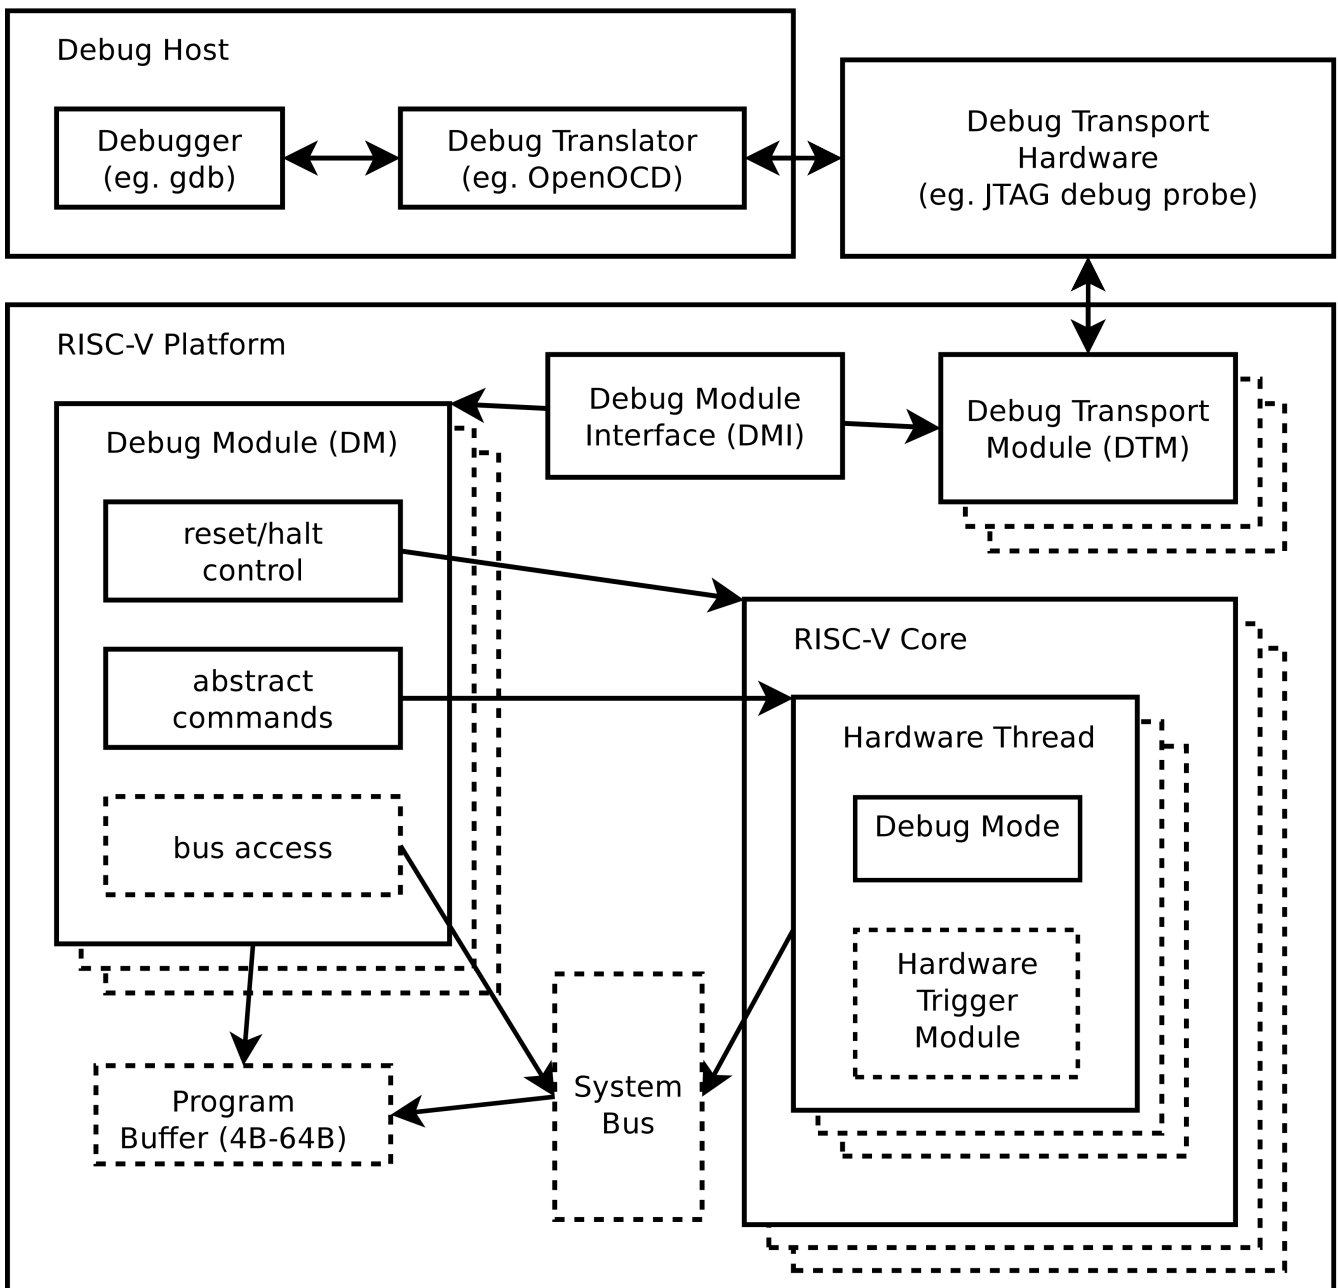 Debug Host
Debugger
(eg. gdb)
Debug Translator
(eg. OpenOCD)
Debug Transport
Hardware
(eg. JTAG debug probe)
RISC-V Platform
Debug Module
Interface (DMI)
Debug Transport
Module (DTM)
Debug Module (DM)
reset/halt
control
abstract
commands
bus access
RISC-V Core
Hardware Thread
Debug Mode
Hardware
Trigger
Module
System
Bus
Program
Buffer (4B-64B)